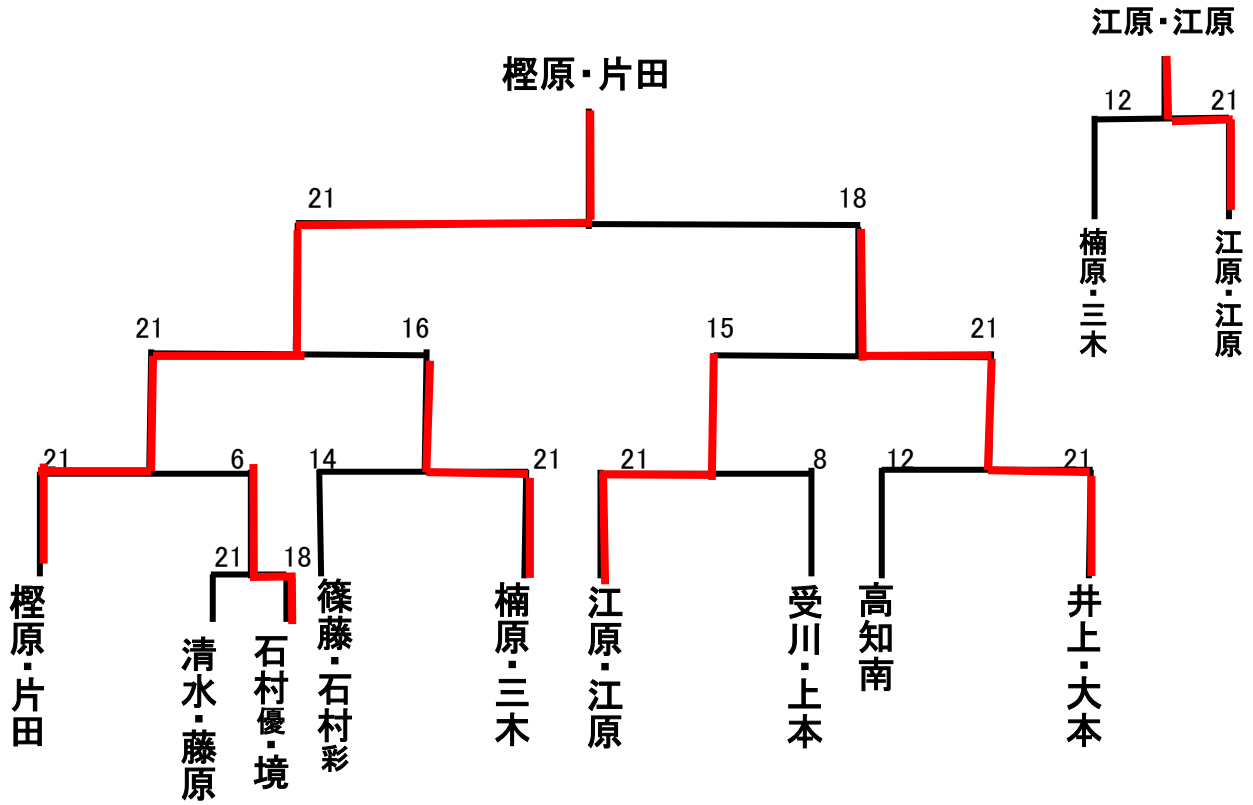 江原・江原
樫原・片田
12 21
21 18
楠原・三木
江原・江原
21 16 15 21
21 6 14 21 21 8 12 21
21 18
樫原・片田
清水・藤原
石村優・境
篠藤・石村彩
楠原・三木
江原・江原
受川・上本
高知南
井上・大本